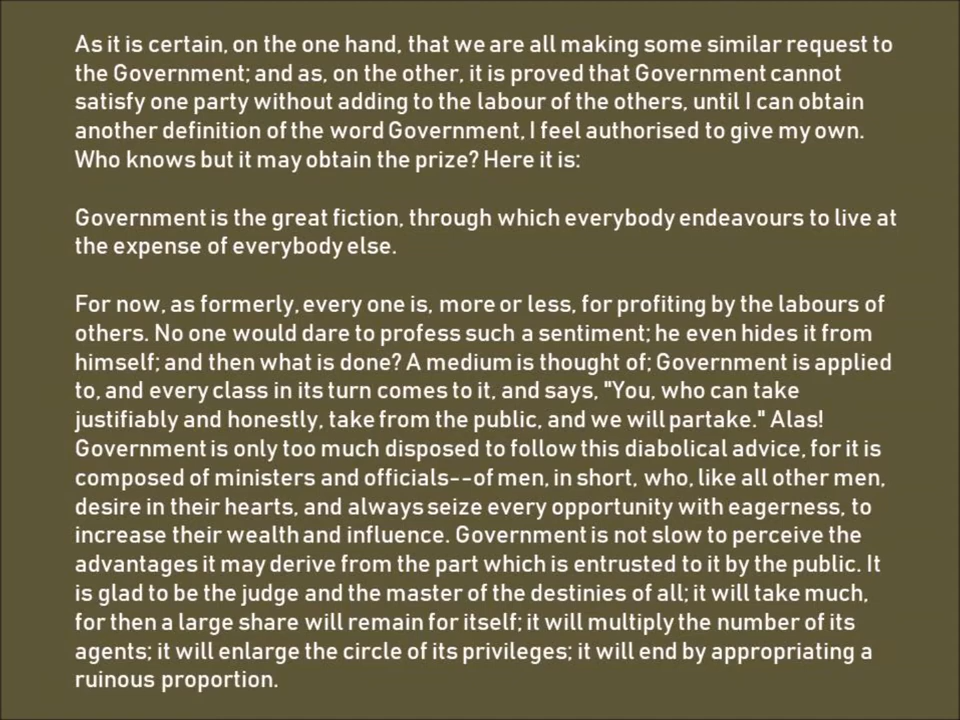 As it is certain, on the one hand, that we are all making some similar request to
the Government; and as, on the other, it is proved that Government cannot
satisfy one party without adding to the labour of the others, until I can obtain
another definition of the word Government, I feel authorised to give my own.
Who knows but it may obtain the prize? Here it is:
Government is the great fiction, through which everybody endeavours to live at
the expense of everybody else.
For now, as formerly, every one is, more or less, for profiting by the labours of
others. No one would dare to profess such a sentiment; he even hides it from
himself; and then what is done? A medium is thought of; Government is applied
to, and every class in its turn comes to it, and says, "You, who can take
justifiably and honestly, take from the public, and we will partake." Alas!
Government is only too much disposed to follow this diabolical advice, for it is
composed of ministers and officials--of men, in short, who, like all other men,
desire in their hearts, and always seize every opportunity with eagerness, to
increase their wealth and influence. Government is not slow to perceive the
advantages it may derive from the part which is entrusted to it by the public. It
is glad to be the judge and the master of the destinies of all; it will take much,
for then a large share will remain for itself; it will multiply the number of its
agents; it will enlarge the circle of its privileges; it will end by appropriating a
ruinous proportion.